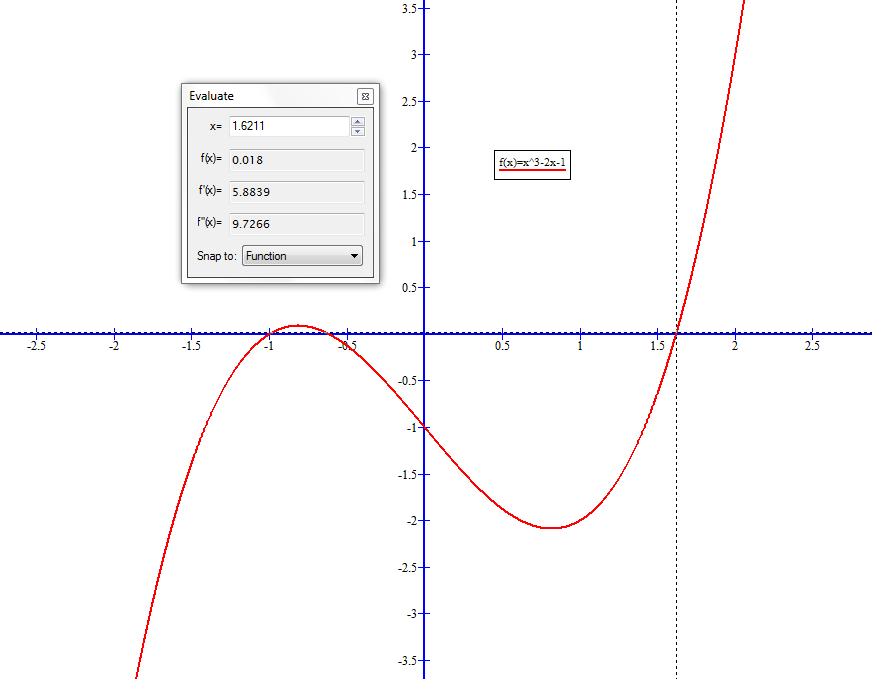 3.5
3
2.5
Evaluate
x= 1.6211
2
f(x)= 0.018
f(x)=x^3-2x-1
f'(x)= 5.8839
1.5
f''(x)= 9.7266
1
Snap to: Function
0.5
-2.5 -2 -1.5 -1 -0.5 0.5 1 1.5 2 2.5
-0.5
-1
-1.5
-2
-2.5
-3
-3.5